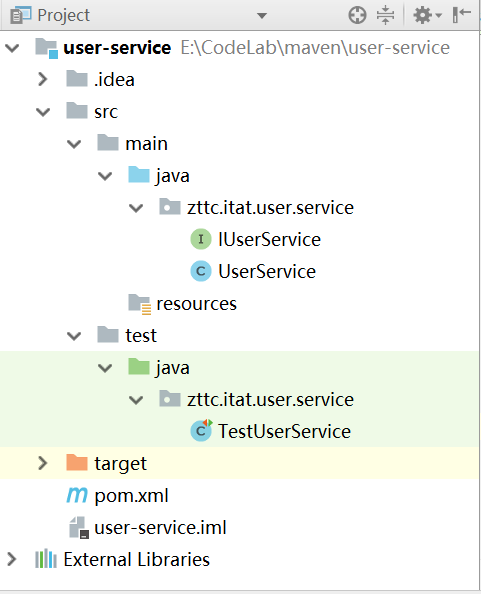 Project
user-service E:\CodeLab\maven\user-service
.idea
src
main
java
zttc.itat.user.service
I IUserService
C UserService
resources
test
java
zttc.itat.user.service
C TestUserService
target
m pom.xml
user-service.iml
External Libraries